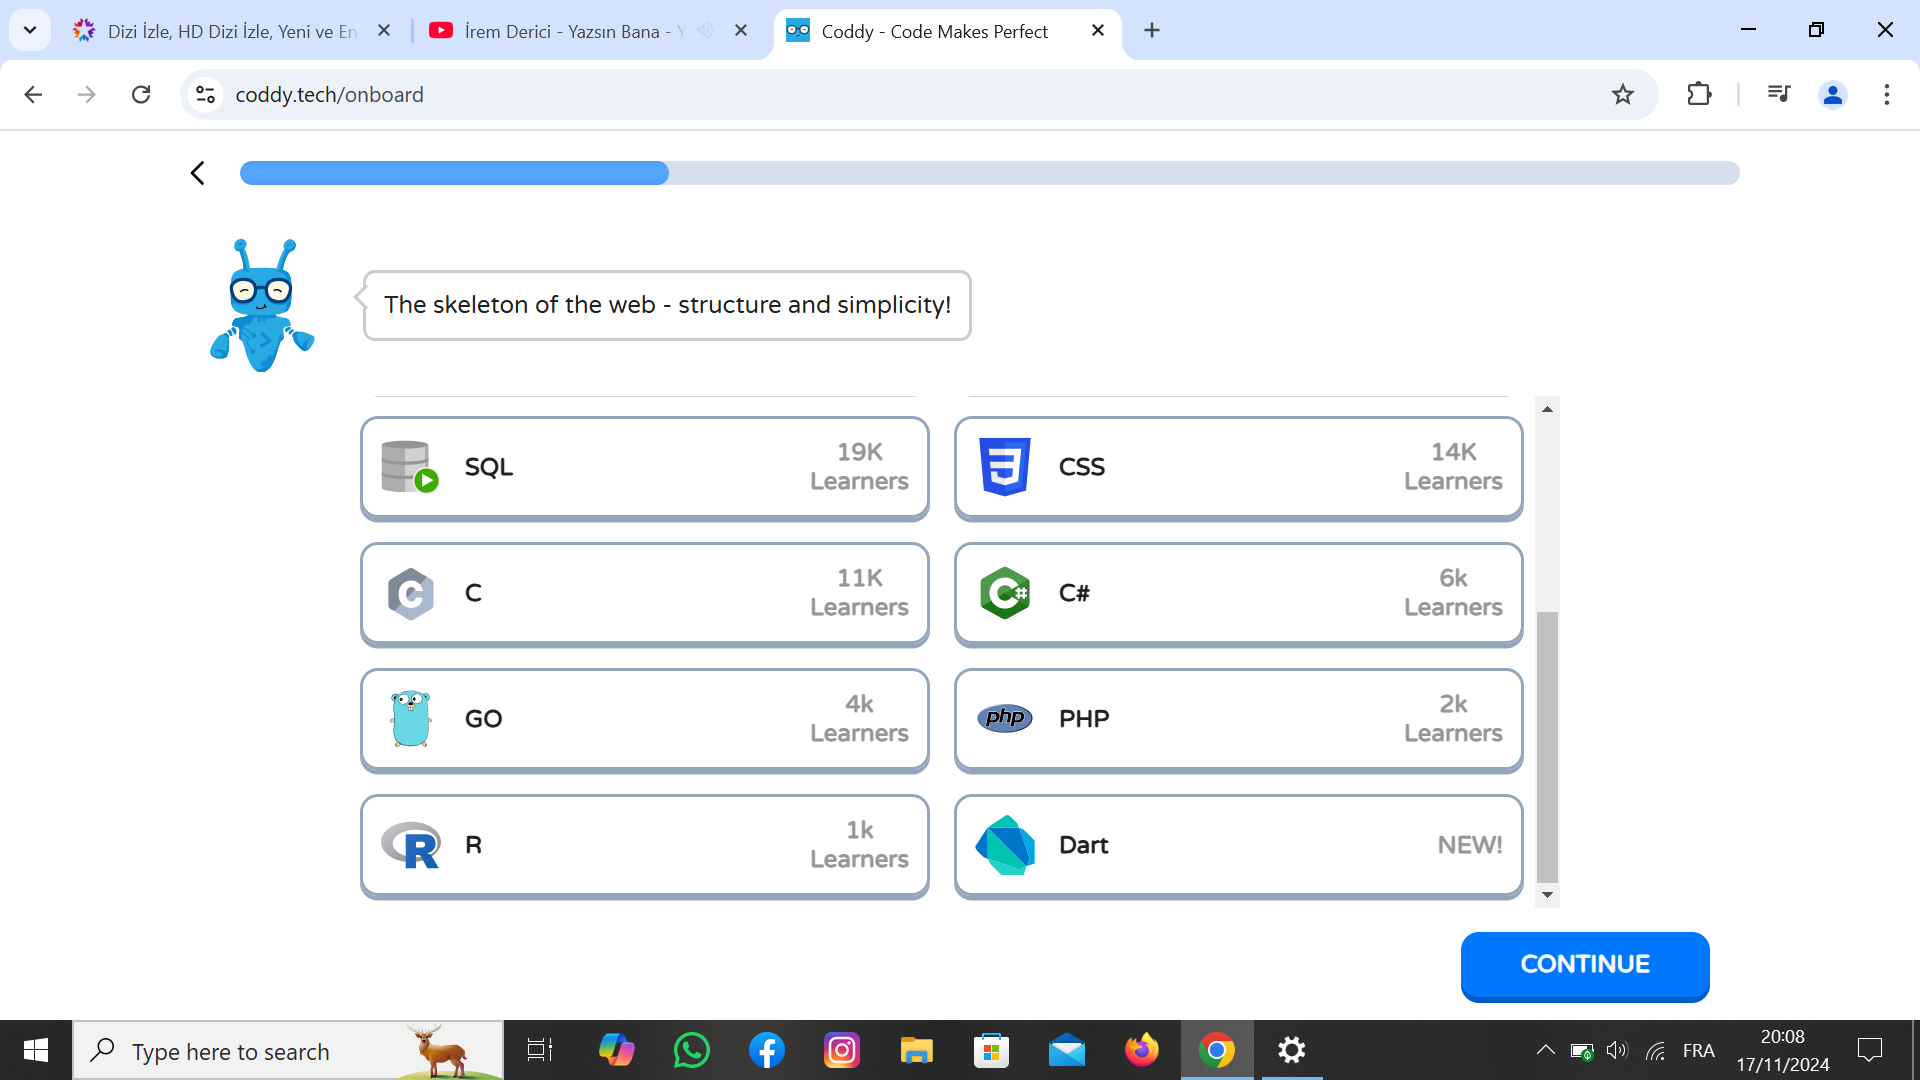 Dizi İzle, HD Dizi İzle, Yeni ve En
İrem Derici - Yazsın Bana - Y
Coddy - Code Makes Perfect
coddy.tech/onboard
The skeleton of the web - structure and simplicity!
SQL
19K
Learners
CSS
14K
Learners
C
C
11K
Learners
C#
C#
6k
Learners
GO
4k
Learners
php
PHP
2k
Learners
R
R
1k
Learners
Dart
NEW!
CONTINUE
Type here to search
FRA
20:08
17/11/2024